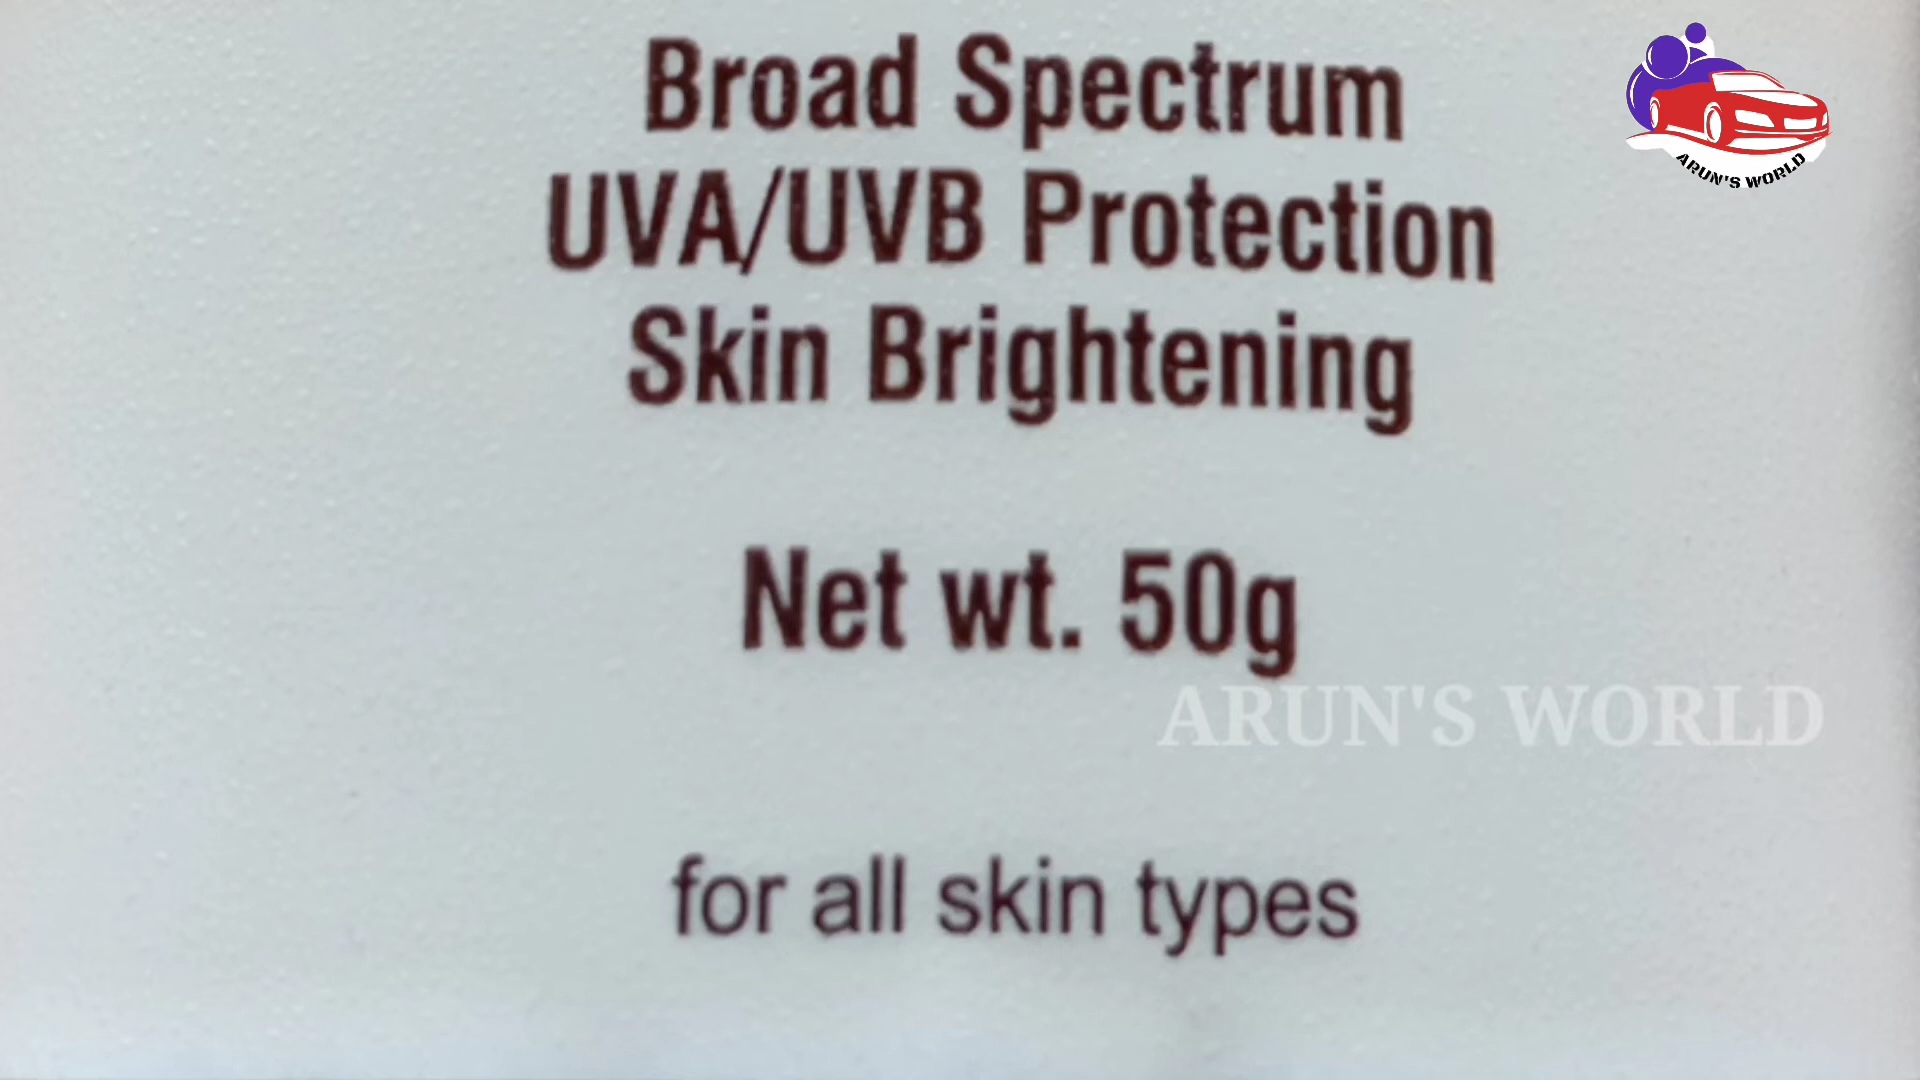 Broad Spectrum
UVA/UVB Protection
Skin Brightening
Net wt. 50g
for all skin types
ARUN'S WORLD
ARUN'S WORLD